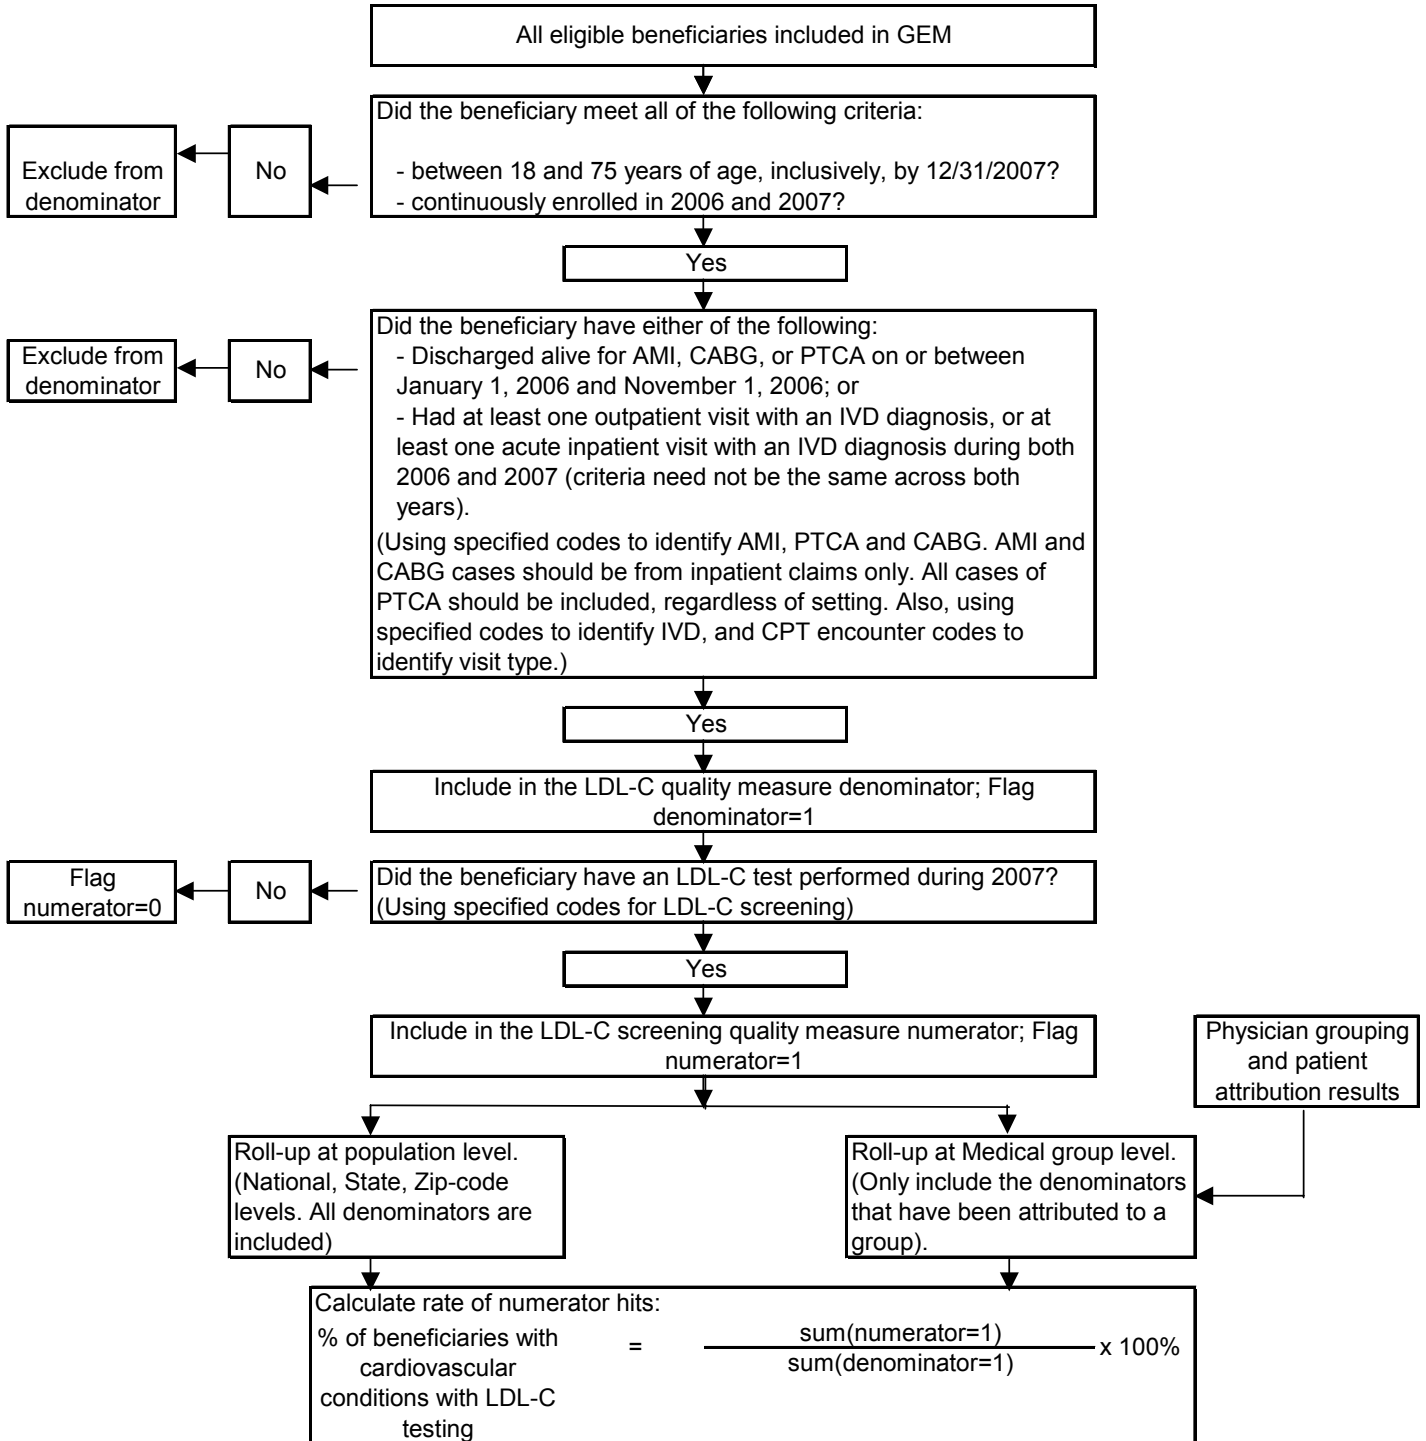 All eligible beneficiaries included in GEM
Did the beneficiary meet all of the following criteria:
- between 18 and 75 years of age, inclusively, by 12/31/2007?
- continuously enrolled in 2006 and 2007?
No
Exclude from
denominator
Yes
Did the beneficiary have either of the following:
- Discharged alive for AMI, CABG, or PTCA on or between
January 1, 2006 and November 1, 2006; or
- Had at least one outpatient visit with an IVD diagnosis, or at
least one acute inpatient visit with an IVD diagnosis during both
2006 and 2007 (criteria need not be the same across both
years).
(Using specified codes to identify AMI, PTCA and CABG. AMI and
CABG cases should be from inpatient claims only. All cases of
PTCA should be included, regardless of setting. Also, using
specified codes to identify IVD, and CPT encounter codes to
identify visit type.)
No
Exclude from
denominator
Yes
Include in the LDL-C quality measure denominator; Flag
denominator=1
Did the beneficiary have an LDL-C test performed during 2007?
(Using specified codes for LDL-C screening)
No
Flag
numerator=0
Yes
Include in the LDL-C screening quality measure numerator; Flag
numerator=1
Physician grouping
and patient
attribution results
Roll-up at population level.
(National, State, Zip-code
levels. All denominators are
included)
Roll-up at Medical group level.
(Only include the denominators
that have been attributed to a
group).
Calculate rate of numerator hits:
% of beneficiaries with
cardiovascular
conditions with LDL-C
testing
=
sum(numerator=1)
sum(denominator=1)
x 100%